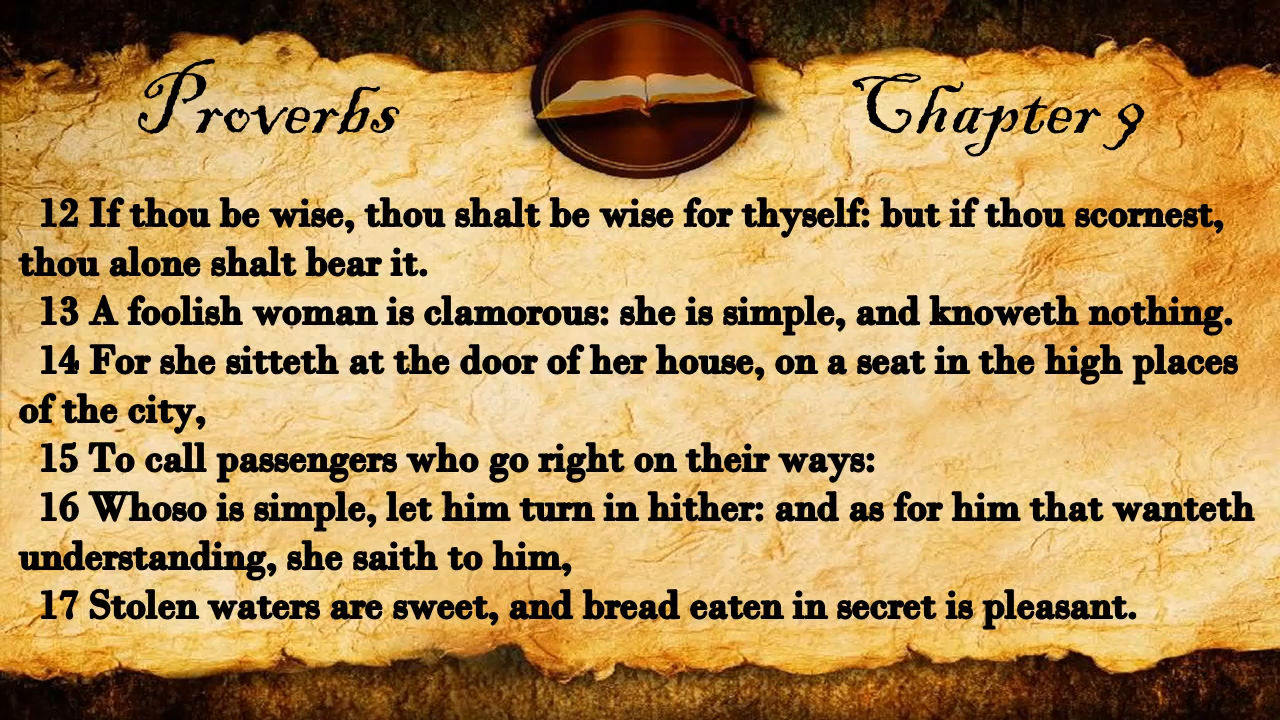 Proverbs
Chapter 9
12 If thou be wise, thou shalt be wise for thyself: but if thou scornest,
thou alone shalt bear it.
13 A foolish woman is clamorous: she is simple, and knoweth nothing.
14 For she sitteth at the door of her house, on a seat in the high places
of the city,
15 To call passengers who go right on their ways:
16 Whoso is simple, let him turn in hither: and as for him that wanteth
understanding, she saith to him,
17 Stolen waters are sweet, and bread eaten in secret is pleasant.